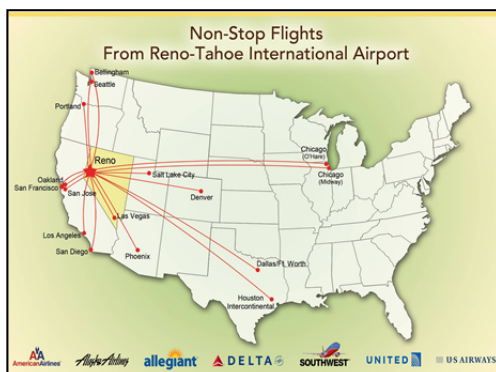 Non-Stop Flights
From Reno-Tahoe International Airport
Bellingham
Seattle
Portland
Reno
Oakland
San Francisco
San Jose
Salt Lake City
Denver
Chicago
(O'Hare)
Chicago
(Midway)
Las Vegas
Los Angeles
San Diego
Phoenix
Dallas/Ft. Worth
Houston
Intercontinental
AA
AmericanAirlines
Alaska Airlines
allegiant
DELTA
SOUTHWEST
UNITED
US AIRWAYS